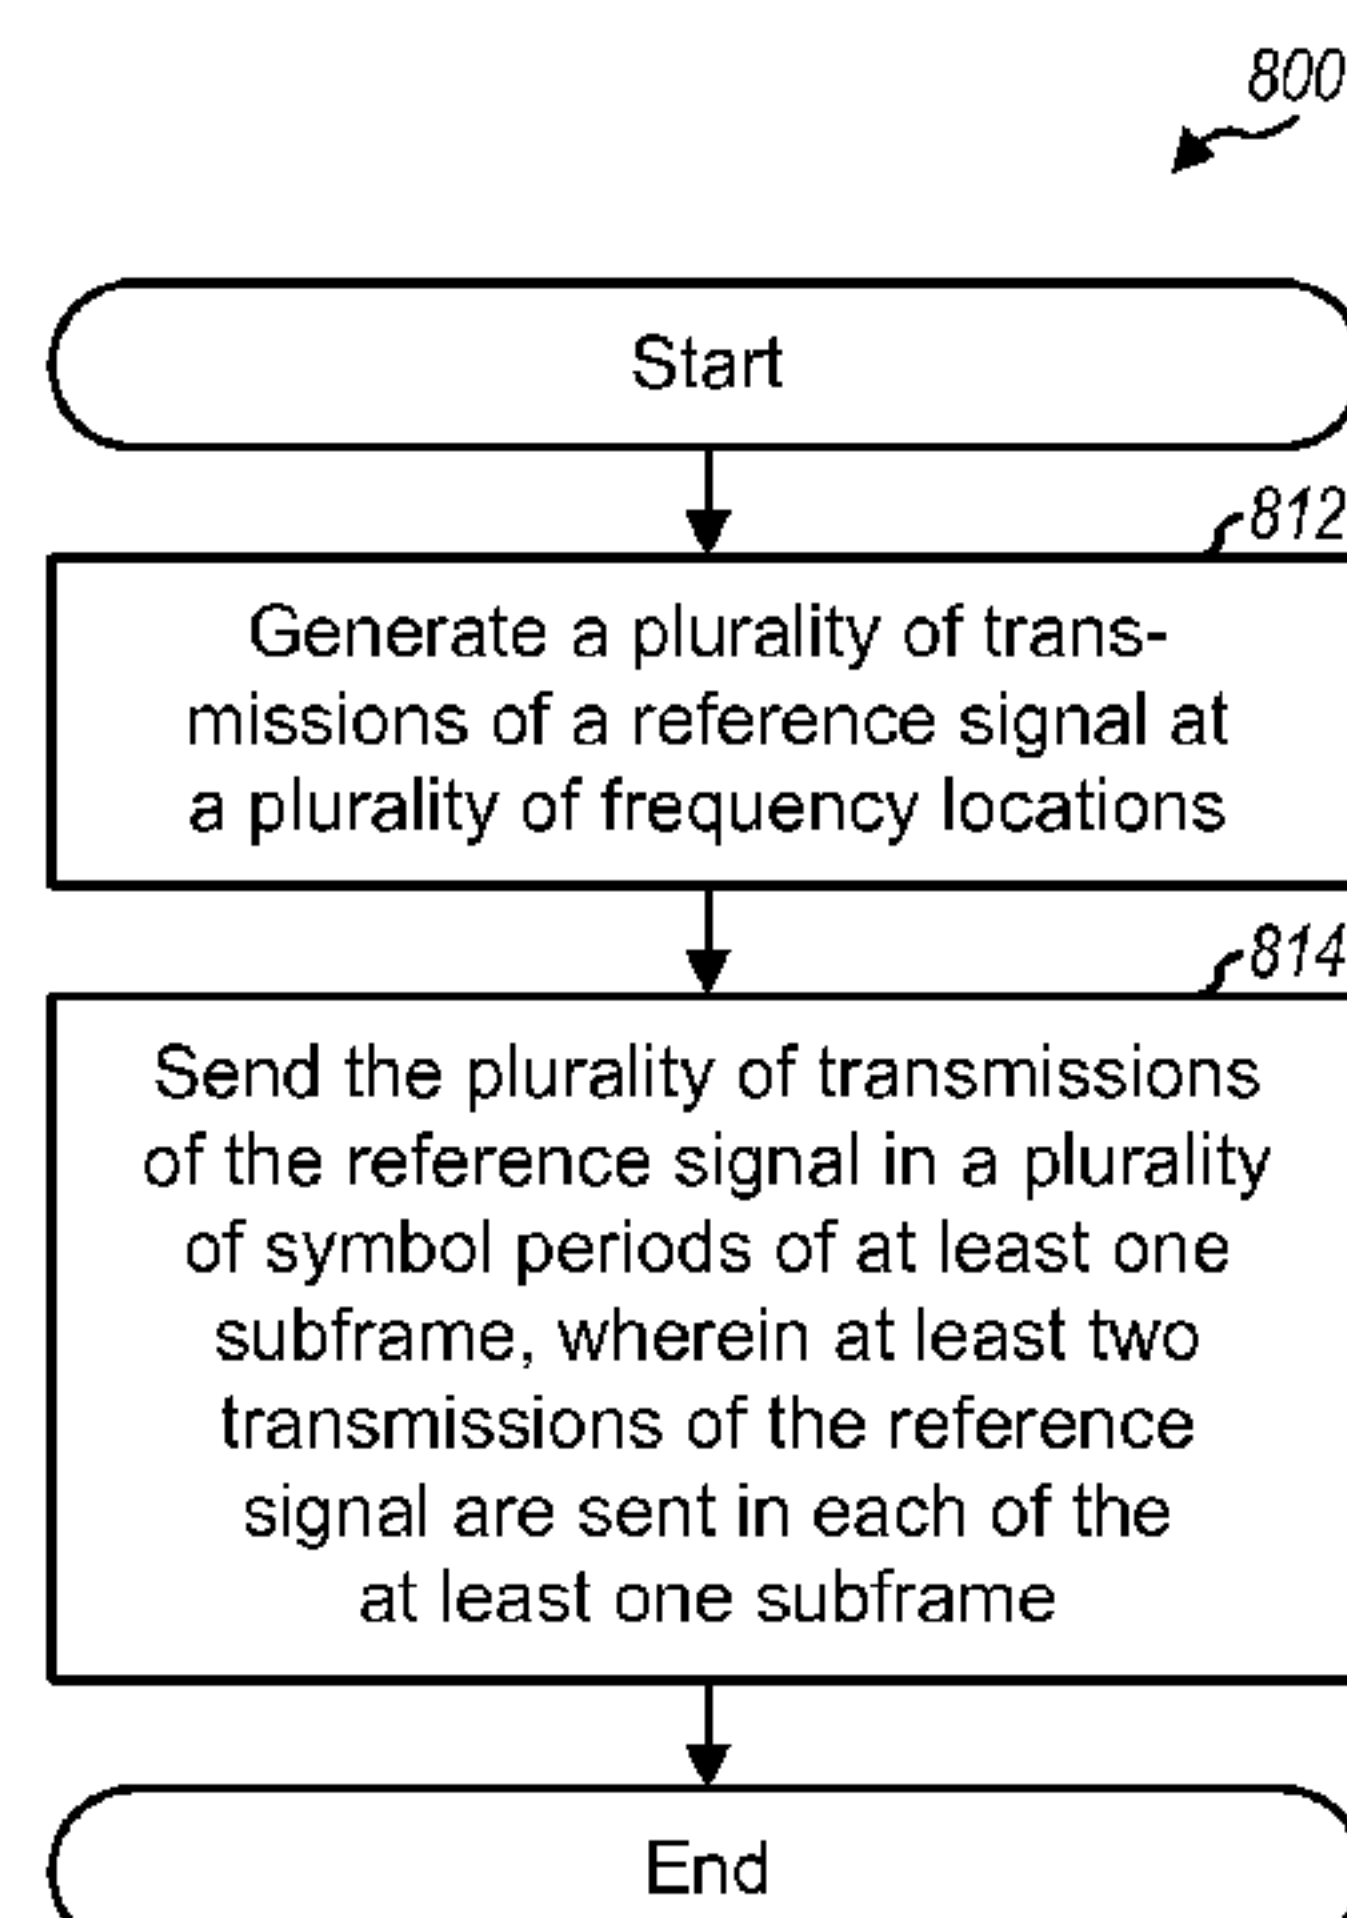 800
Start
812
Generate a plurality of trans-
missions of a reference signal at
a plurality of frequency locations
814
Send the plurality of transmissions
of the reference signal in a plurality
of symbol periods of at least one
subframe, wherein at least two
transmissions of the reference
signal are sent in each of the
at least one subframe
End